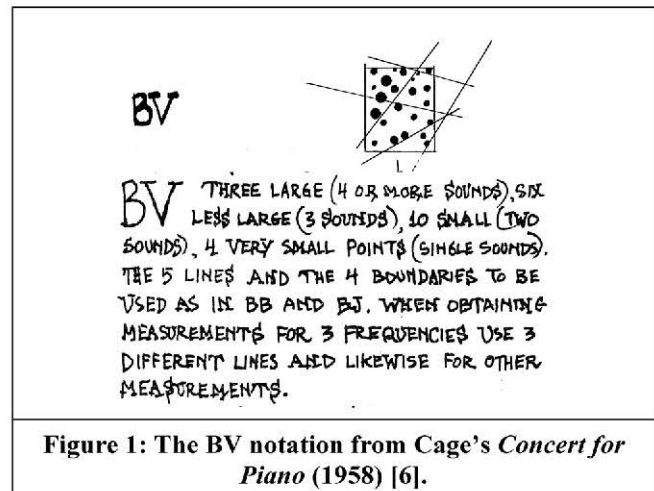 BV
L
BV THREE LARGE (4 OR MORE SOUNDS), SIX
LESS LARGE (3 SOUNDS), 10 SMALL (TWO
SOUNDS), 4 VERY SMALL POINTS (SINGLE SOUNDS).
THE 5 LINES AND THE 4 BOUNDARIES TO BE
USED AS IN BB AND BJ. WHEN OBTAINING
MEASUREMENTS FOR 3 FREQUENCIES USE 3
DIFFERENT LINES AND LIKEWISE FOR OTHER
MEASUREMENTS.
Figure 1: The BV notation from Cage's Concert for
Piano (1958) [6].